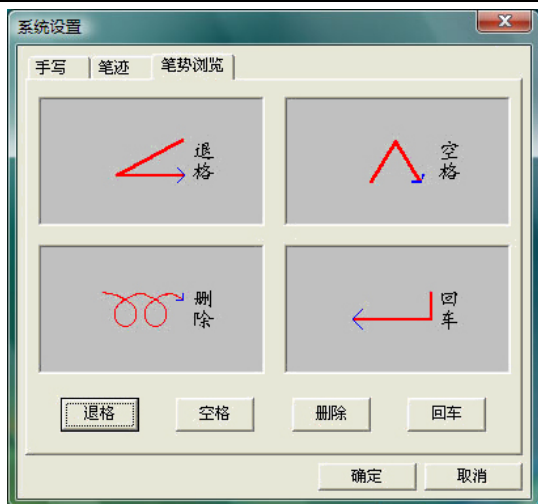 系统设置
手写 笔迹 笔势浏览
退格
空格
删除
回车
退格 空格 删除 回车
确定 取消